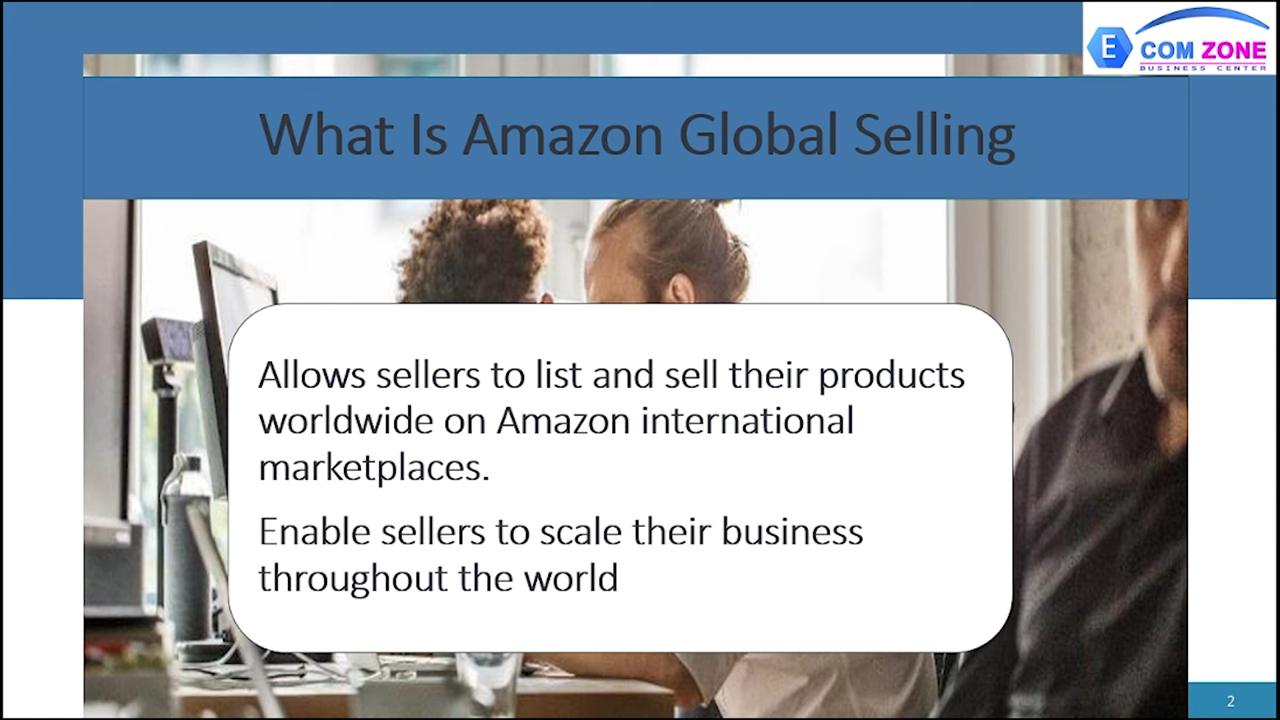 E COM ZONE
BUSINESS CENTER
What Is Amazon Global Selling
Allows sellers to list and sell their products
worldwide on Amazon international
marketplaces.
Enable sellers to scale their business
throughout the world
2